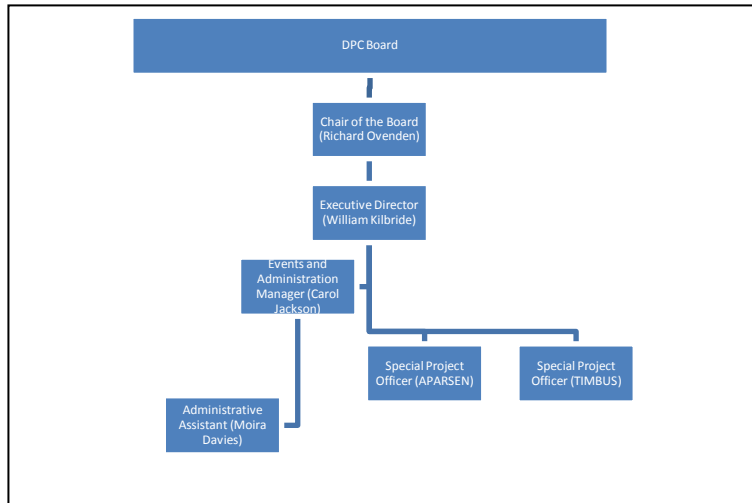 DPC Board
Chair of the Board
(Richard Ovenden)
Executive Director
(William Kilbride)
Events and
Administration
Manager (Carol
Jackson)
Special Project
Officer (APARSEN)
Special Project
Officer (TIMBUS)
Administrative
Assistant (Moira
Davies)